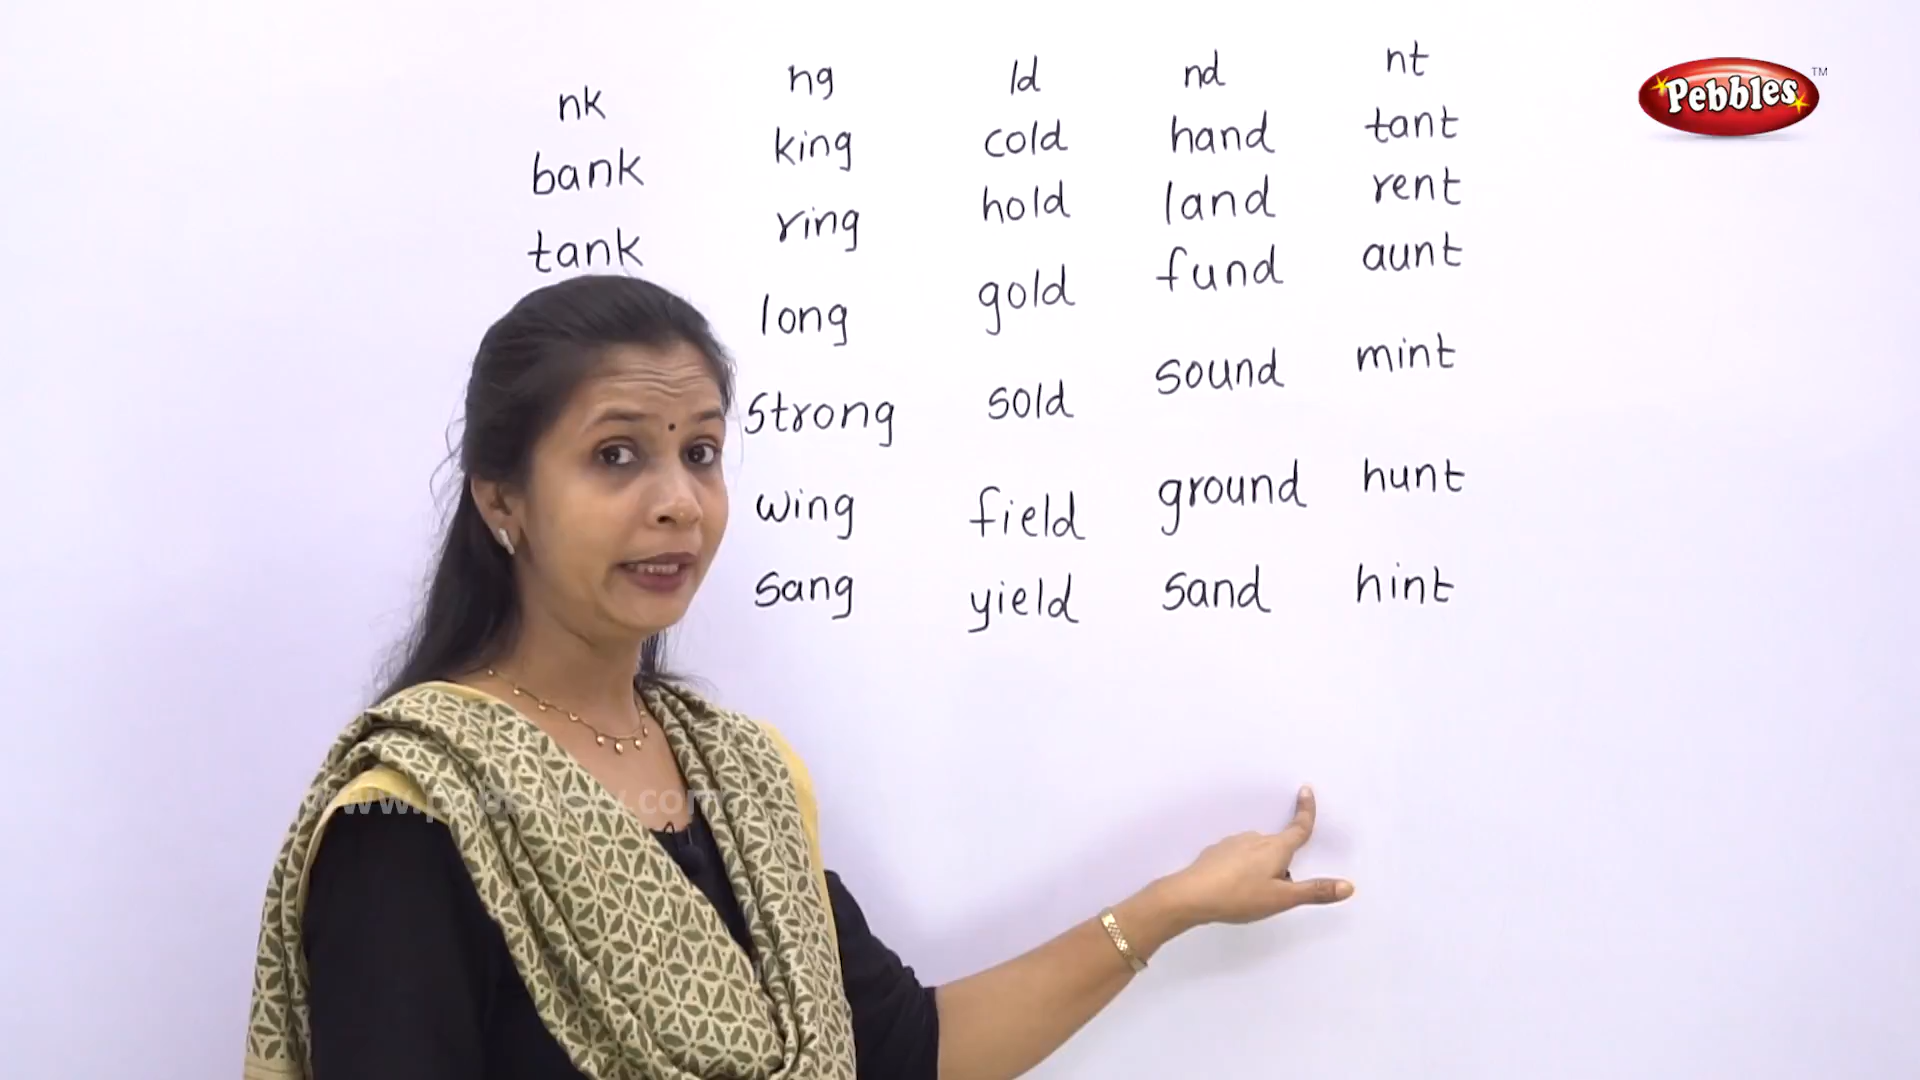 nk
bank
tank
ng
king
ring
long
strong
wing
sang
ld
cold
hold
gold
sold
field
yield
nd
hand
land
fund
sound
ground
sand
nt
tant
rent
aunt
mint
hunt
hint
Pebbles TM